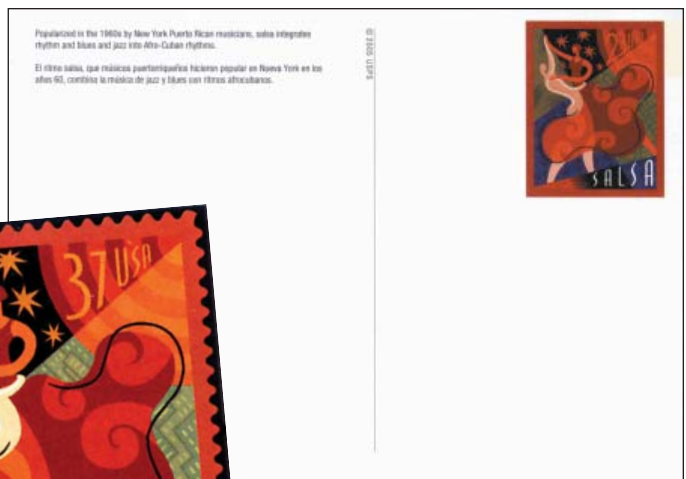 Popularized in the 1960s by New York Puerto Rican musicians, salsa integrates
rhythm and blues and jazz into Afro-Cuban rhythms.
El ritmo salsa, que músicos puertorriqueños hicieron popular en Nueva York en los
años 60, combina la música de jazz y blues con ritmos afrocubanos.
© 2005 USPS
SALSA
37 USA